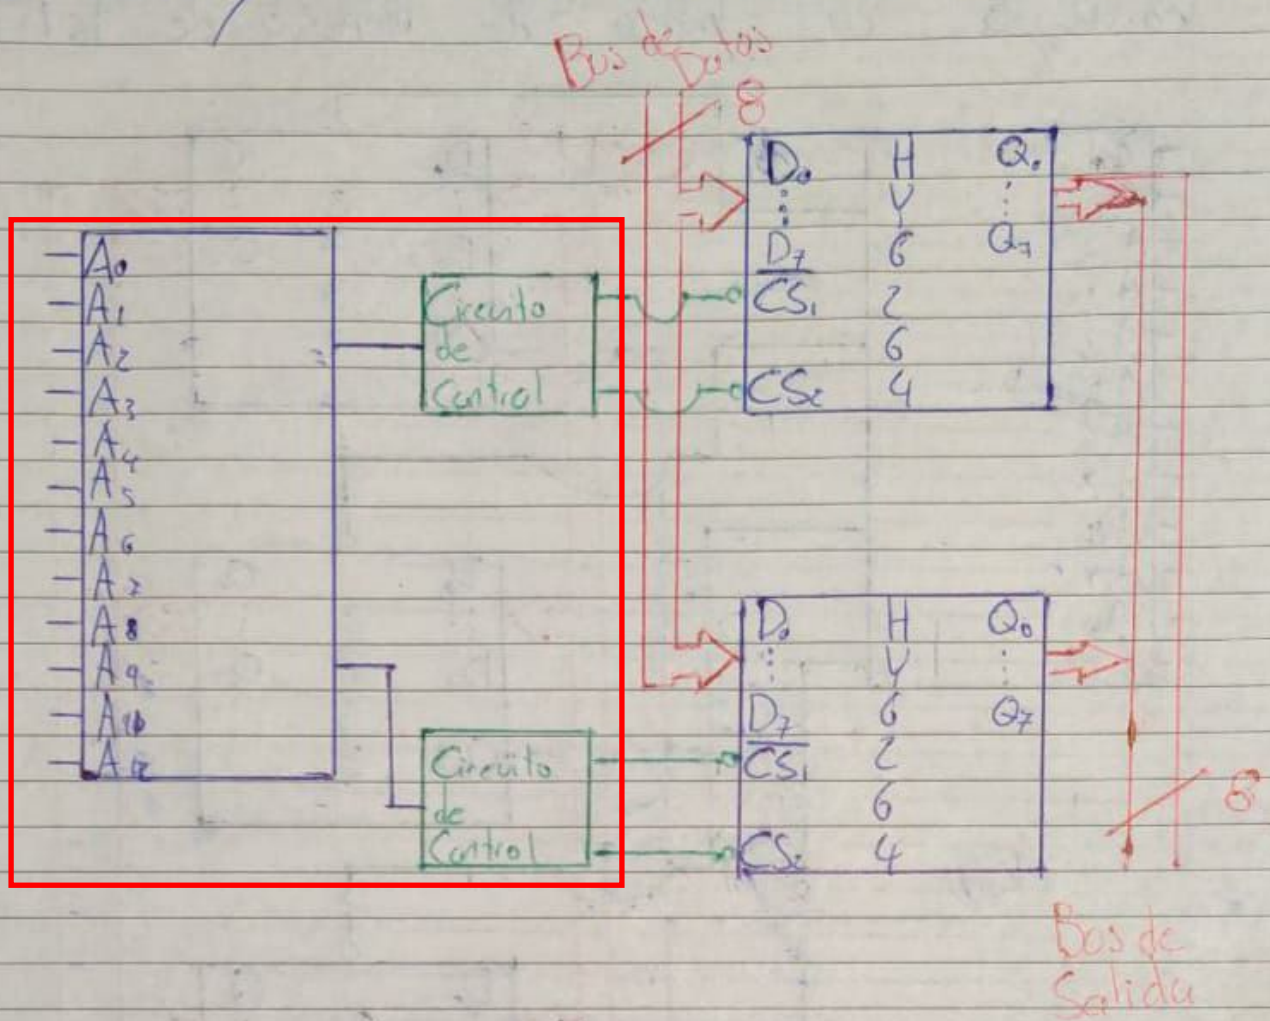 Bus de Datos
8
D₀ H Q₀
Y
D₇ 6 Q₇
CS₁ 2
6
CS₂ 4
A₀
A₁
A₂
A₃
A₄
A₅
A₆
A₇
A₈
A₉
A₁₂
Circuito
de
Control
D₀ H Q₀
Y
D₇ 6 Q₇
CS₁ 2
6
CS₂ 4
Circuito
de
Control
8
Bus de
Salida